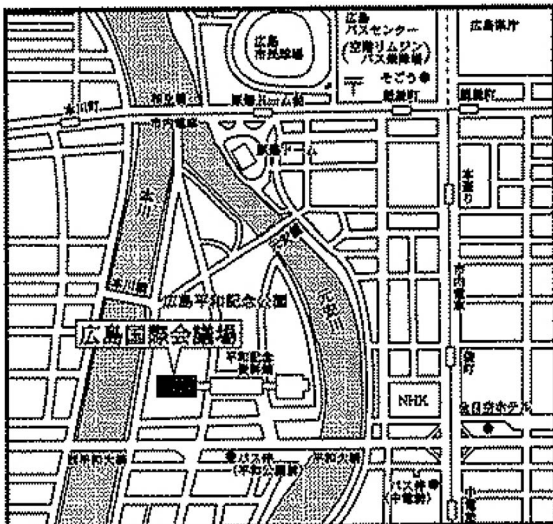 広島
バスセンター
(空港リムジン
バス乗降場)
広島県庁
広島
市民球場
そごう
紙屋町
紙屋町
本川町
相生橋
原爆ドーム前
市内電車
原爆ドーム
本通り
本川
元安橋
市内電車
本川橋
広島平和記念公園
元安川
広島国際会議場
平和記念
資料館
袋町
NHK
全日空ホテル
西平和大橋
バス停
(平和公園前)
平和大橋
バス停
(中電前)
中電前